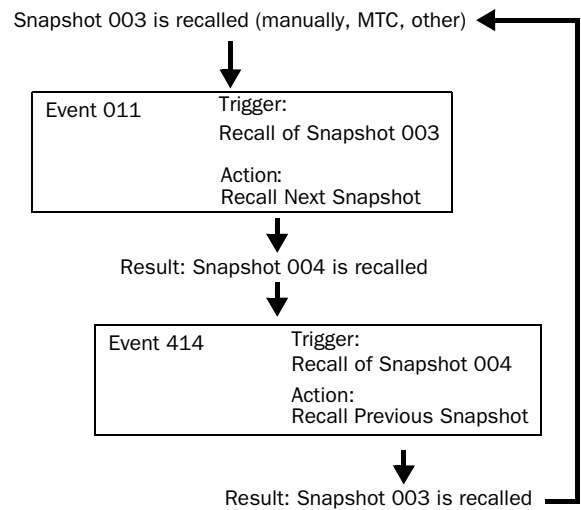 Snapshot 003 is recalled (manually, MTC, other)
Event 011
Trigger:
Recall of Snapshot 003
Action:
Recall Next Snapshot
Result: Snapshot 004 is recalled
Event 414
Trigger:
Recall of Snapshot 004
Action:
Recall Previous Snapshot
Result: Snapshot 003 is recalled